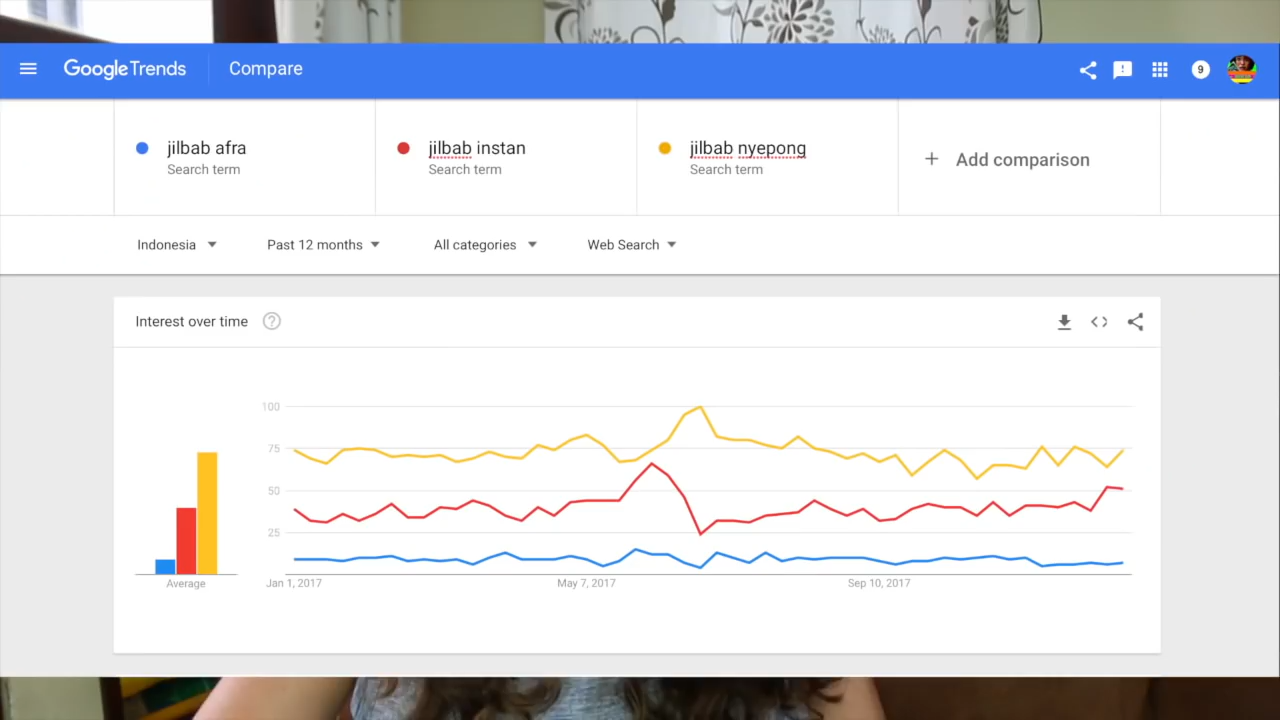 Google Trends Compare ! 9
jilbab afra jilbab instan jilbab nyepong + Add comparison
Search term Search term Search term
Indonesia Past 12 months All categories Web Search
Interest over time ?
100
75
50
25
Average Jan 1, 2017 May 7, 2017 Sep 10, 2017